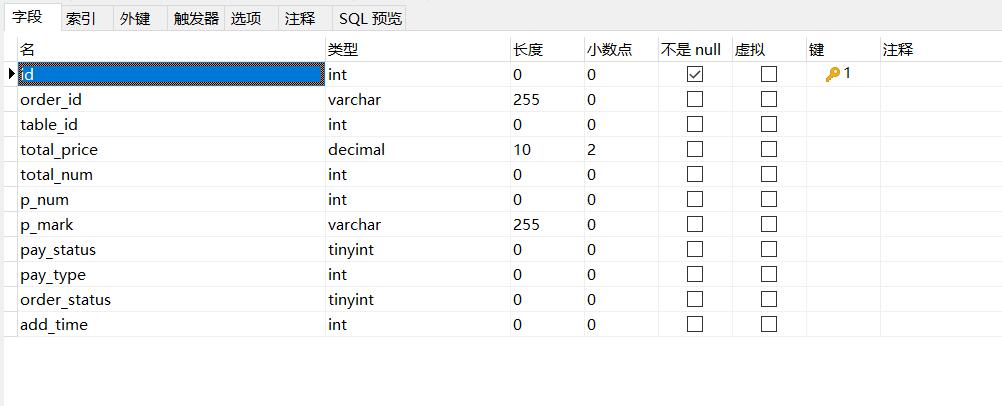 字段 索引 外键 触发器 选项 注释 SQL 预览
名 类型 长度 小数点 不是 null 虚拟 键 注释
id int 0 0 1
order_id varchar 255 0
table_id int 0 0
total_price decimal 10 2
total_num int 0 0
p_num int 0 0
p_mark varchar 255 0
pay_status tinyint 0 0
pay_type int 0 0
order_status tinyint 0 0
add_time int 0 0